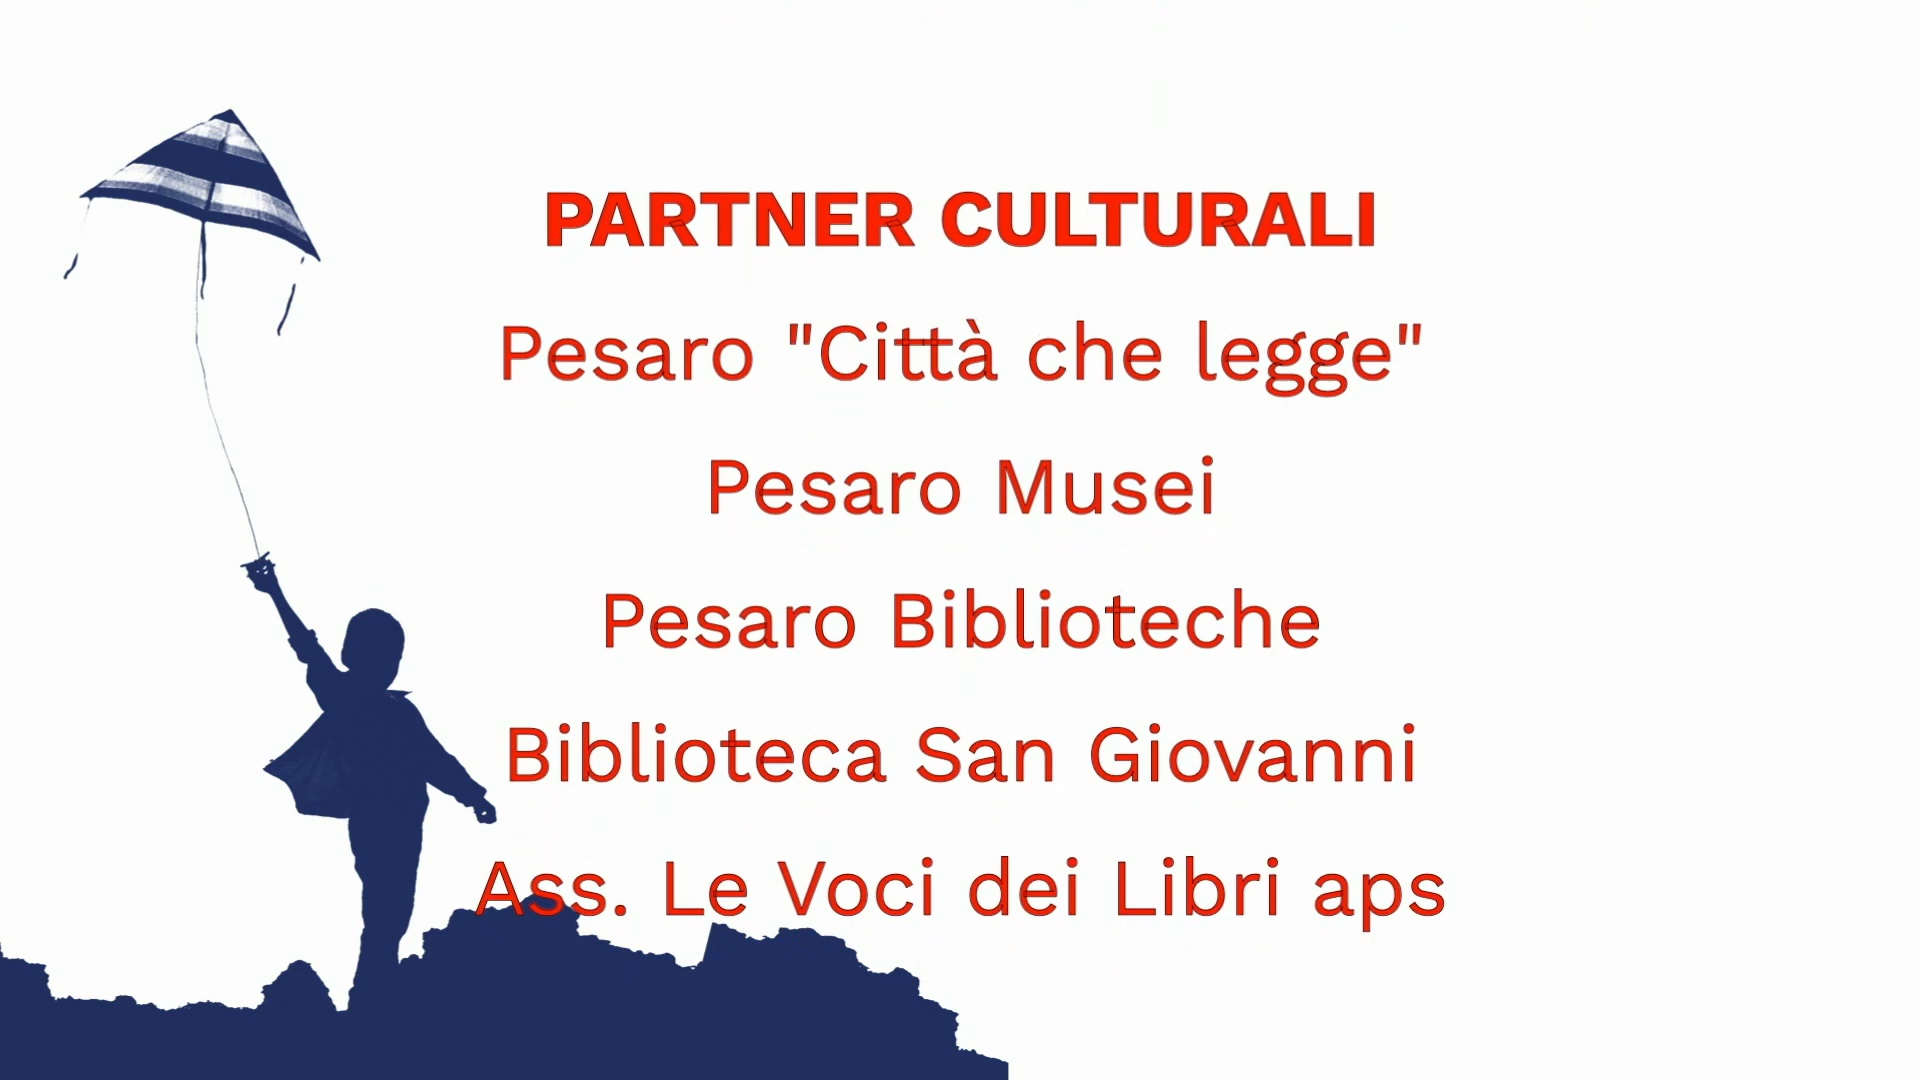 PARTNER CULTURALI
Pesaro "Città che legge"
Pesaro Musei
Pesaro Biblioteche
Biblioteca San Giovanni
Ass. Le Voci dei Libri aps